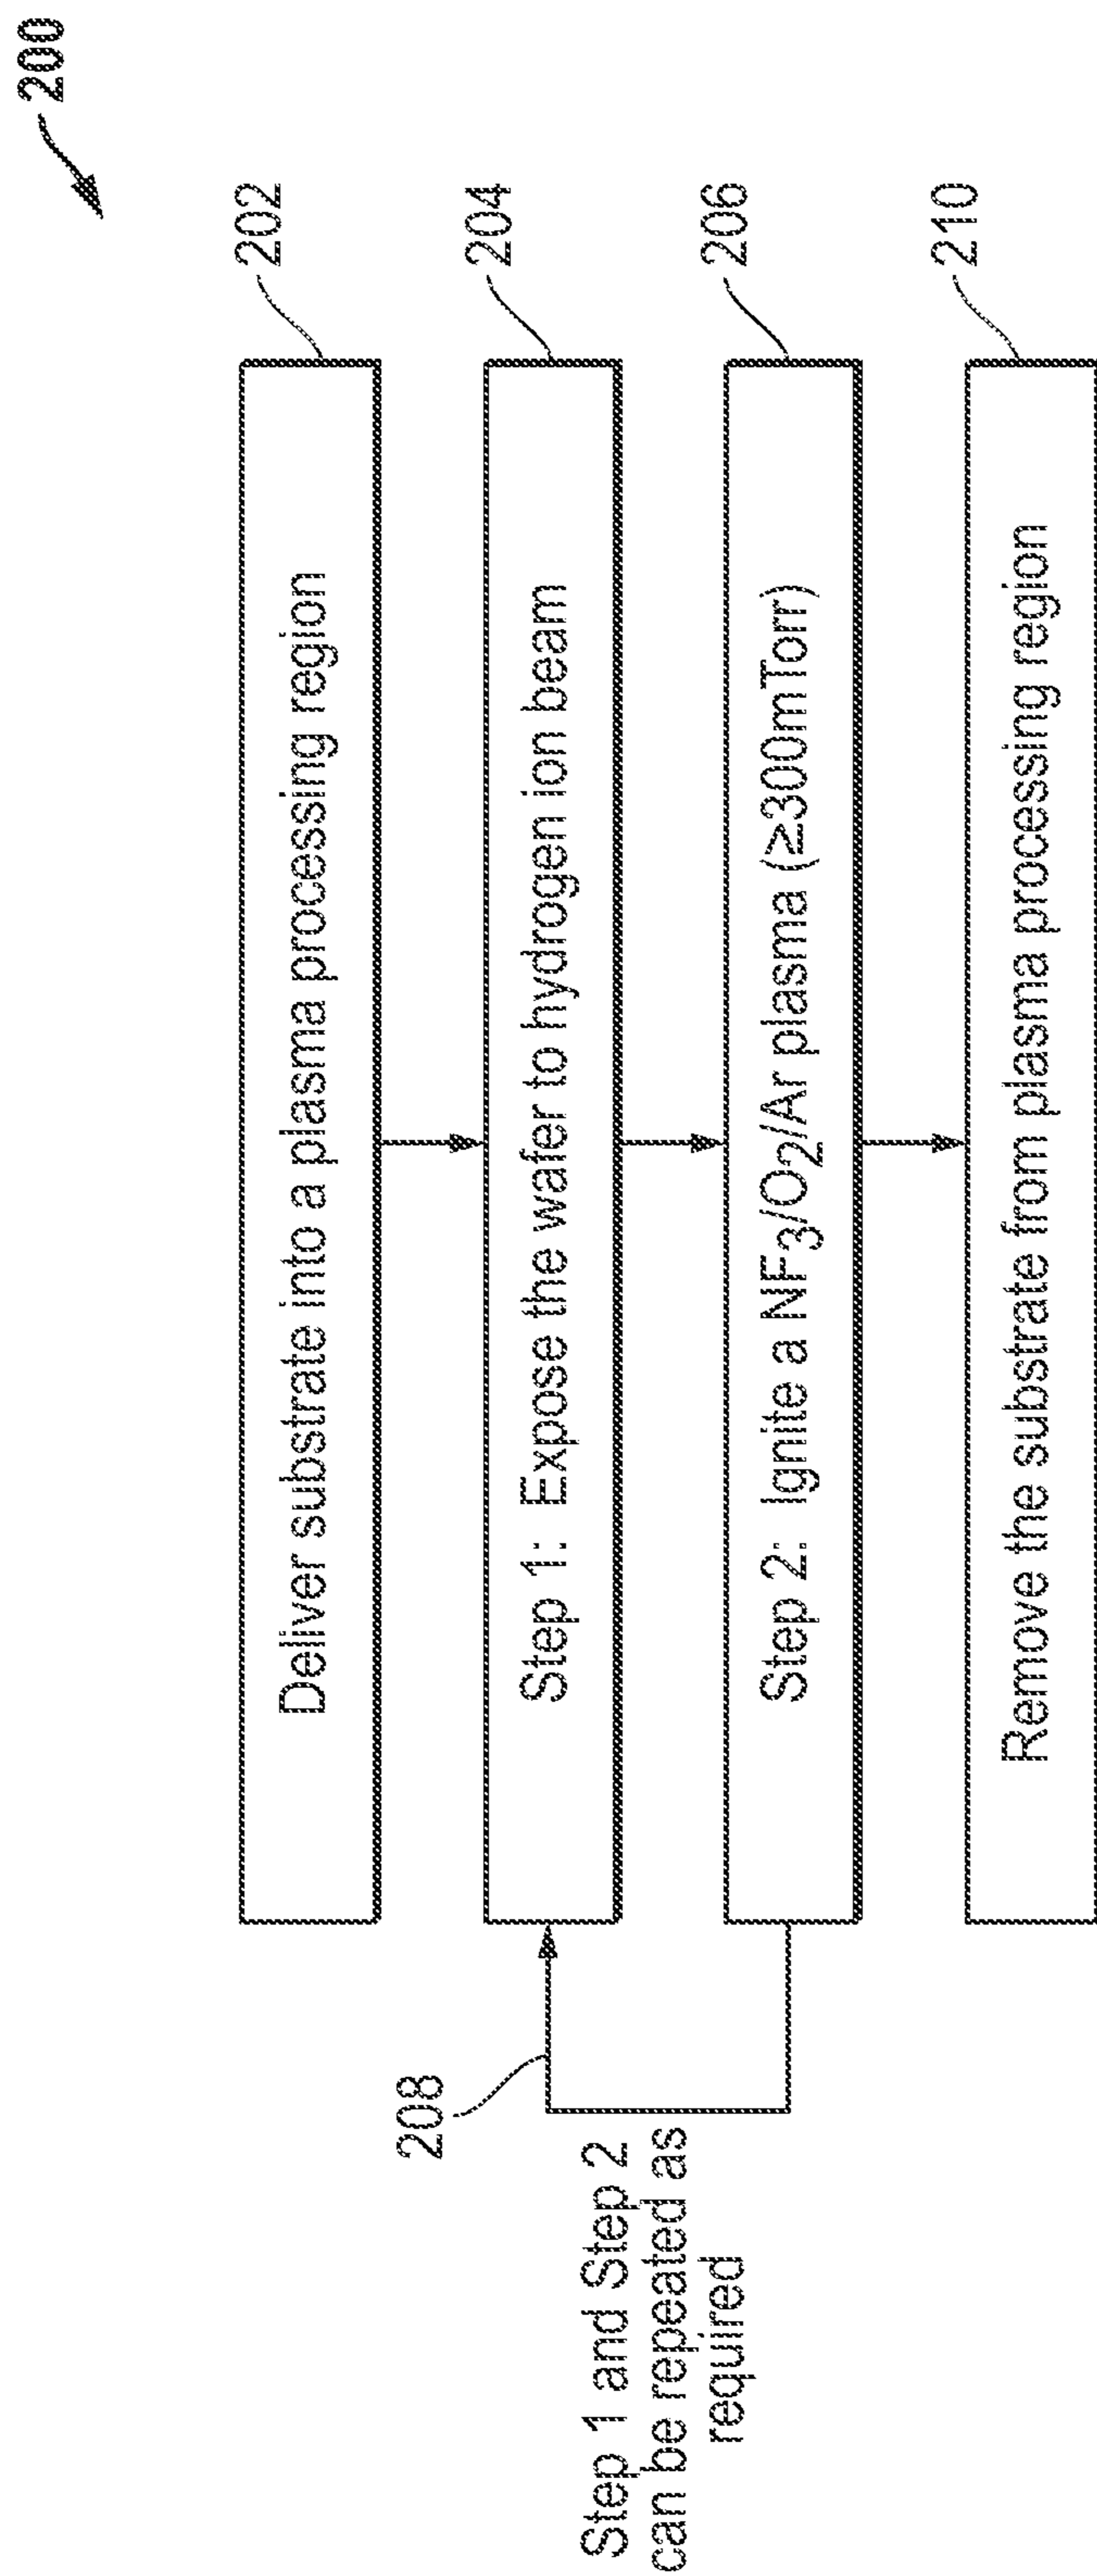 200
202
Deliver substrate into a plasma processing region
204
Step 1: Expose the wafer to hydrogen ion beam
208
Step 1 and Step 2
can be repeated as
required
206
Step 2: Ignite a NF3/O2/Ar plasma (≥300mTorr)
210
Remove the substrate from plasma processing region